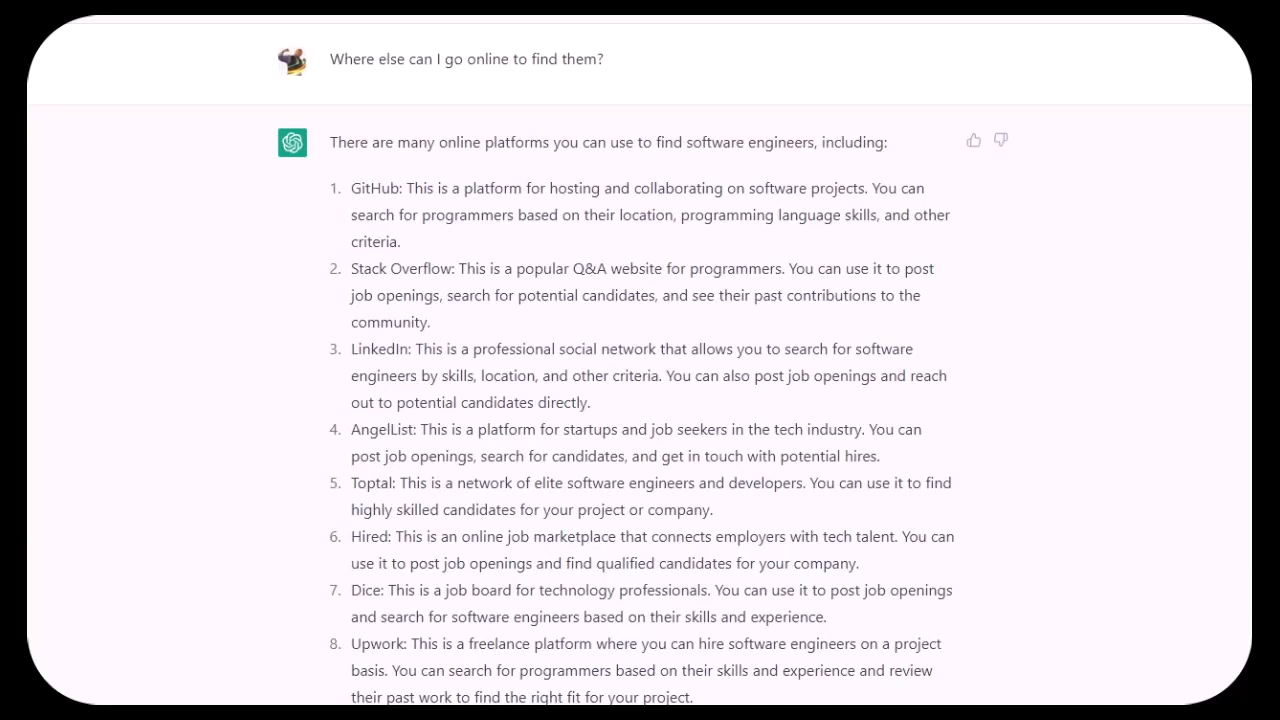 Where else can I go online to find them?
There are many online platforms you can use to find software engineers, including:
1. GitHub: This is a platform for hosting and collaborating on software projects. You can
search for programmers based on their location, programming language skills, and other
criteria.
2. Stack Overflow: This is a popular Q&A website for programmers. You can use it to post
job openings, search for potential candidates, and see their past contributions to the
community.
3. LinkedIn: This is a professional social network that allows you to search for software
engineers by skills, location, and other criteria. You can also post job openings and reach
out to potential candidates directly.
4. AngelList: This is a platform for startups and job seekers in the tech industry. You can
post job openings, search for candidates, and get in touch with potential hires.
5. Toptal: This is a network of elite software engineers and developers. You can use it to find
highly skilled candidates for your project or company.
6. Hired: This is an online job marketplace that connects employers with tech talent. You can
use it to post job openings and find qualified candidates for your company.
7. Dice: This is a job board for technology professionals. You can use it to post job openings
and search for software engineers based on their skills and experience.
8. Upwork: This is a freelance platform where you can hire software engineers on a project
basis. You can search for programmers based on their skills and experience and review
their past work to find the right fit for your project.